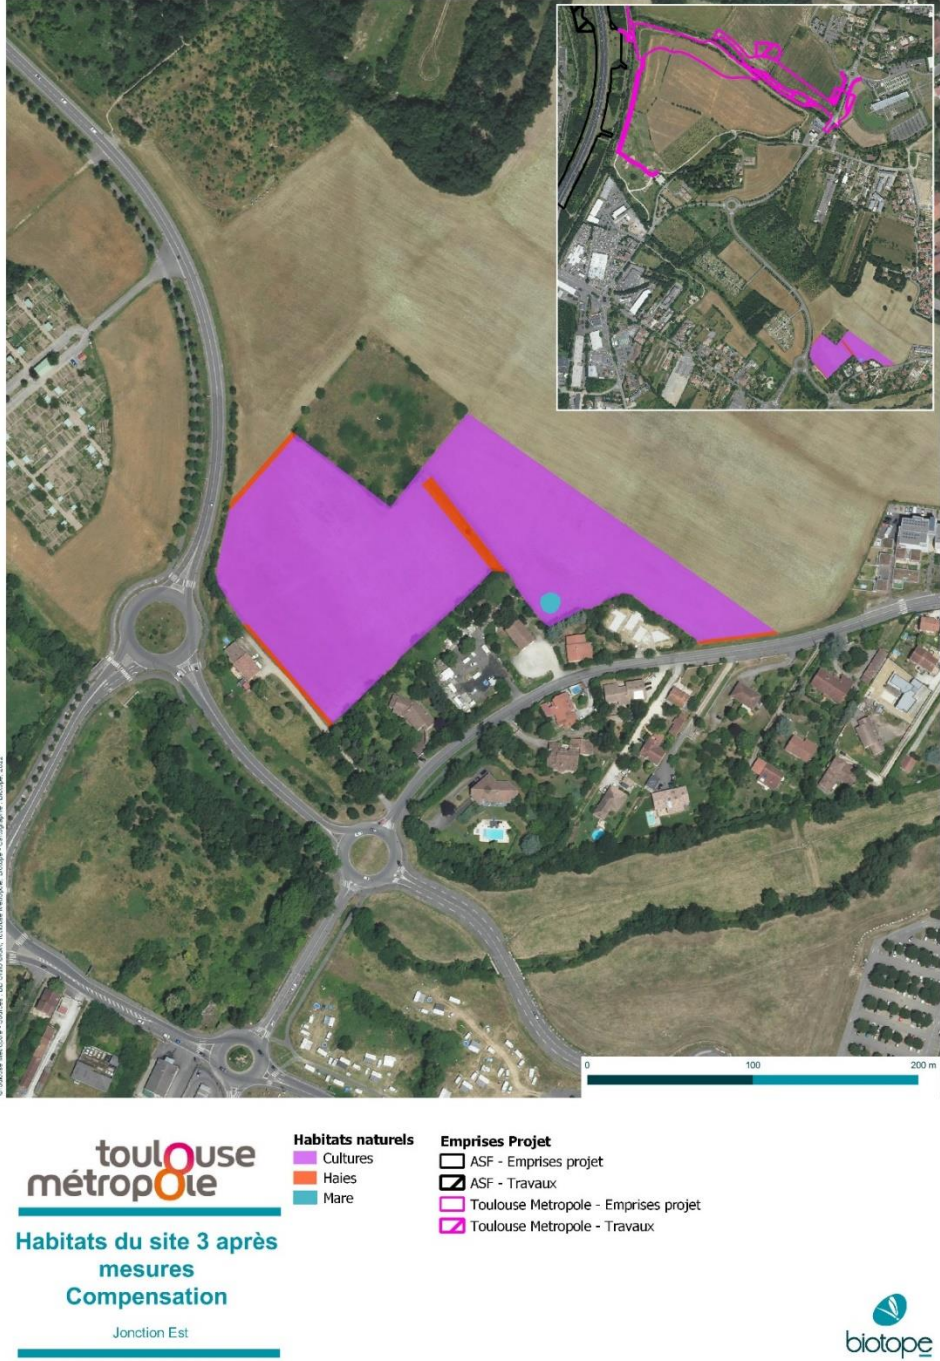 0 100 200 m
toulouse
métropole
Habitats du site 3 après
mesures
Compensation
Jonction Est
Habitats naturels
Cultures
Haies
Mare
Emprises Projet
ASF - Emprises projet
ASF - Travaux
Toulouse Metropole - Emprises projet
Toulouse Metropole - Travaux
biotope